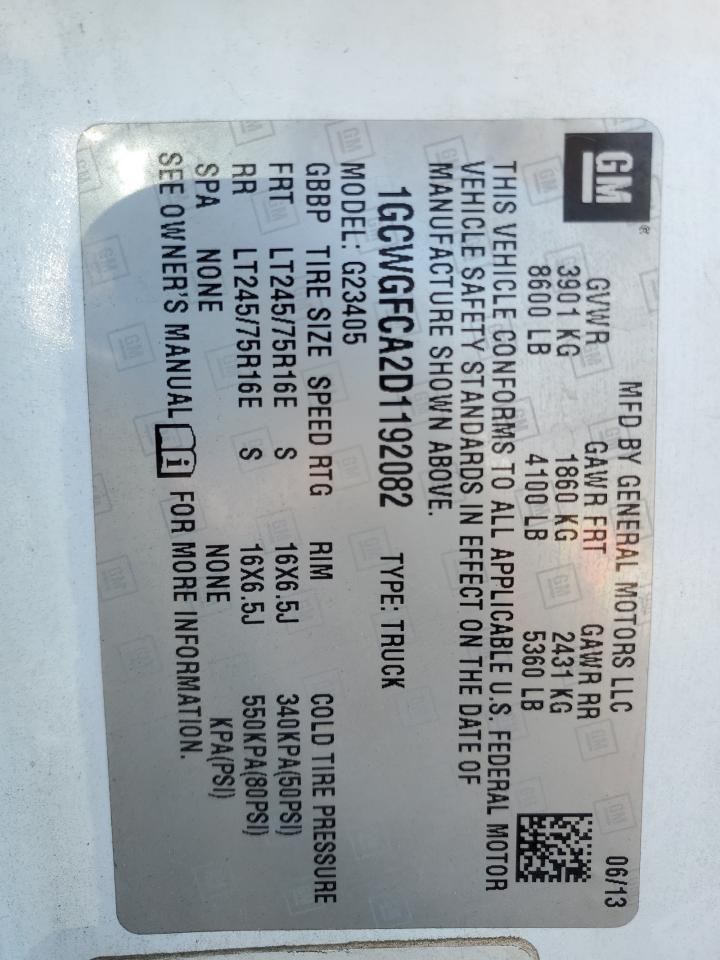 GM®
MFD BY GENERAL MOTORS LLC 06/13
GVWR GAWR FRT GAWR RR
3901 KG 1860 KG 2431 KG
8600 LB 4100 LB 5360 LB
THIS VEHICLE CONFORMS TO ALL APPLICABLE U.S. FEDERAL MOTOR
VEHICLE SAFETY STANDARDS IN EFFECT ON THE DATE OF
MANUFACTURE SHOWN ABOVE.
1GCWGFCA2D1192082 TYPE: TRUCK
MODEL: G23405
GBBP TIRE SIZE SPEED RTG RIM COLD TIRE PRESSURE
FRT LT245/75R16E S 16X6.5J 340KPA(50PSI)
RR LT245/75R16E S 16X6.5J 550KPA(80PSI)
SPA NONE NONE KPA(PSI)
SEE OWNER'S MANUAL i FOR MORE INFORMATION.